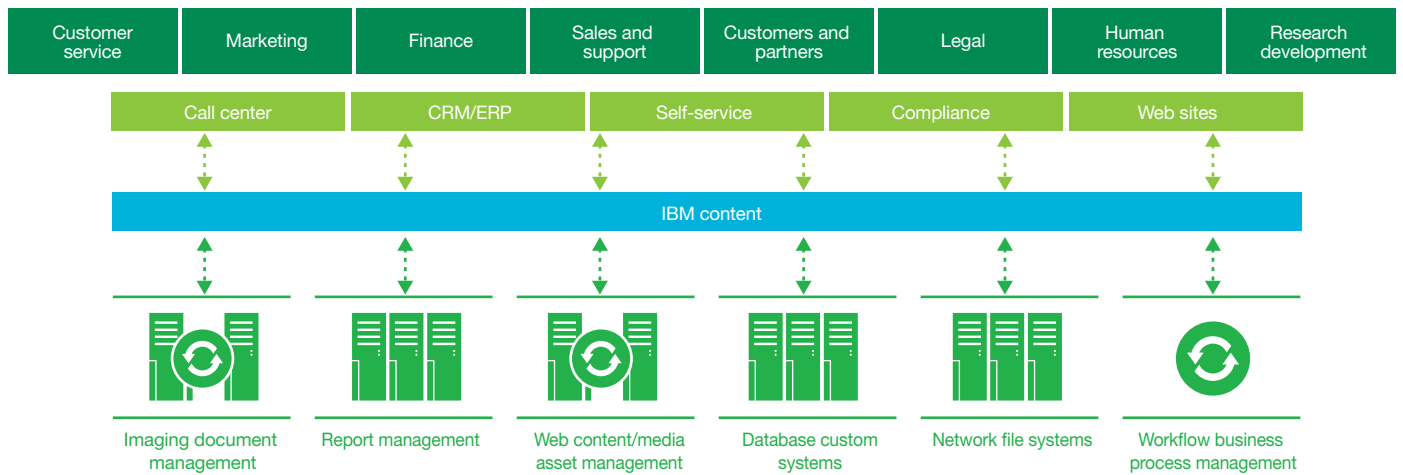 Customer
service
Marketing
Finance
Sales and
support
Customers and
partners
Legal
Human
resources
Research
development
Call center
CRM/ERP
Self-service
Compliance
Web sites
IBM content
Imaging document
management
Report management
Web content/media
asset management
Database custom
systems
Network file systems
Workflow business
process management